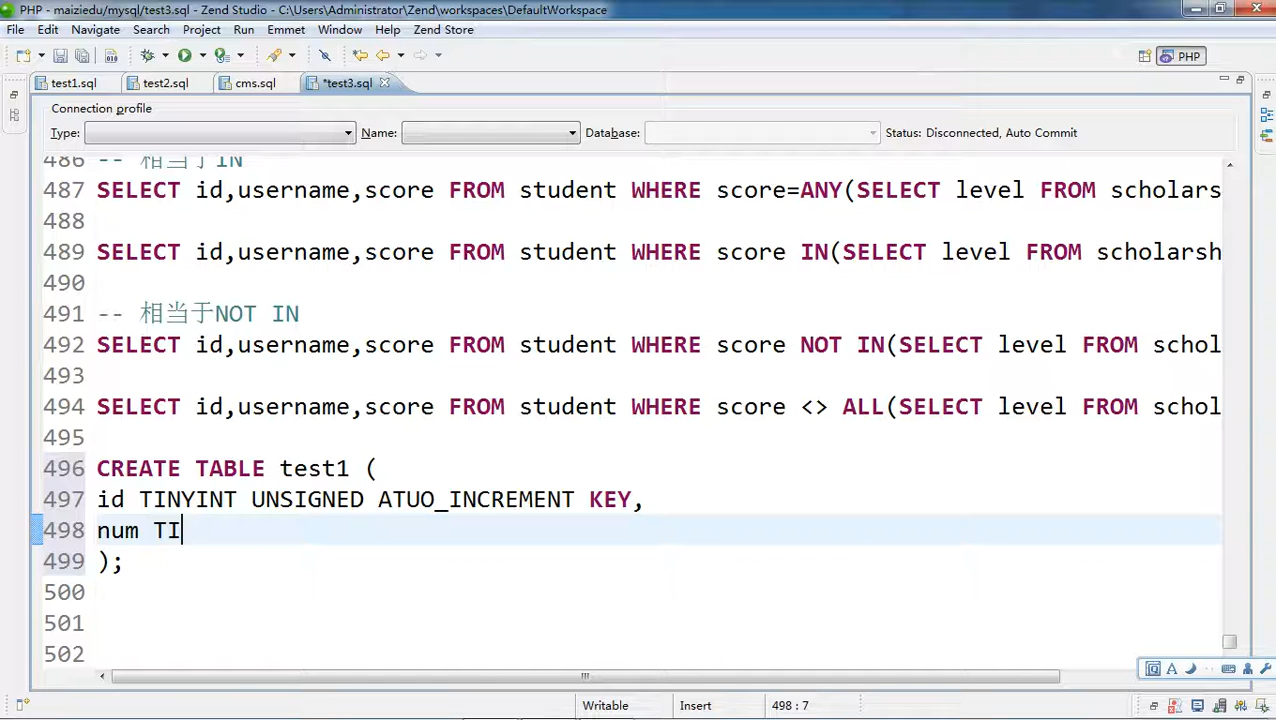 PHP - maiziedu/mysql/test3.sql - Zend Studio - C:\Users\Administrator\Zend\workspaces\DefaultWorkspace
File Edit Navigate Search Project Run Emmet Window Help Zend Store
PHP
test1.sql test2.sql cms.sql *test3.sql
Connection profile
Type: Name: Database: Status: Disconnected, Auto Commit
486 -- 相当于IN
487 SELECT id,username,score FROM student WHERE score=ANY(SELECT level FROM scholars
488
489 SELECT id,username,score FROM student WHERE score IN(SELECT level FROM scholarsh
490
491 -- 相当于NOT IN
492 SELECT id,username,score FROM student WHERE score NOT IN(SELECT level FROM schol
493
494 SELECT id,username,score FROM student WHERE score <> ALL(SELECT level FROM schol
495
496 CREATE TABLE test1 (
497 id TINYINT UNSIGNED ATUO_INCREMENT KEY,
498 num TI
499 );
500
501
502
Writable Insert 498 : 7